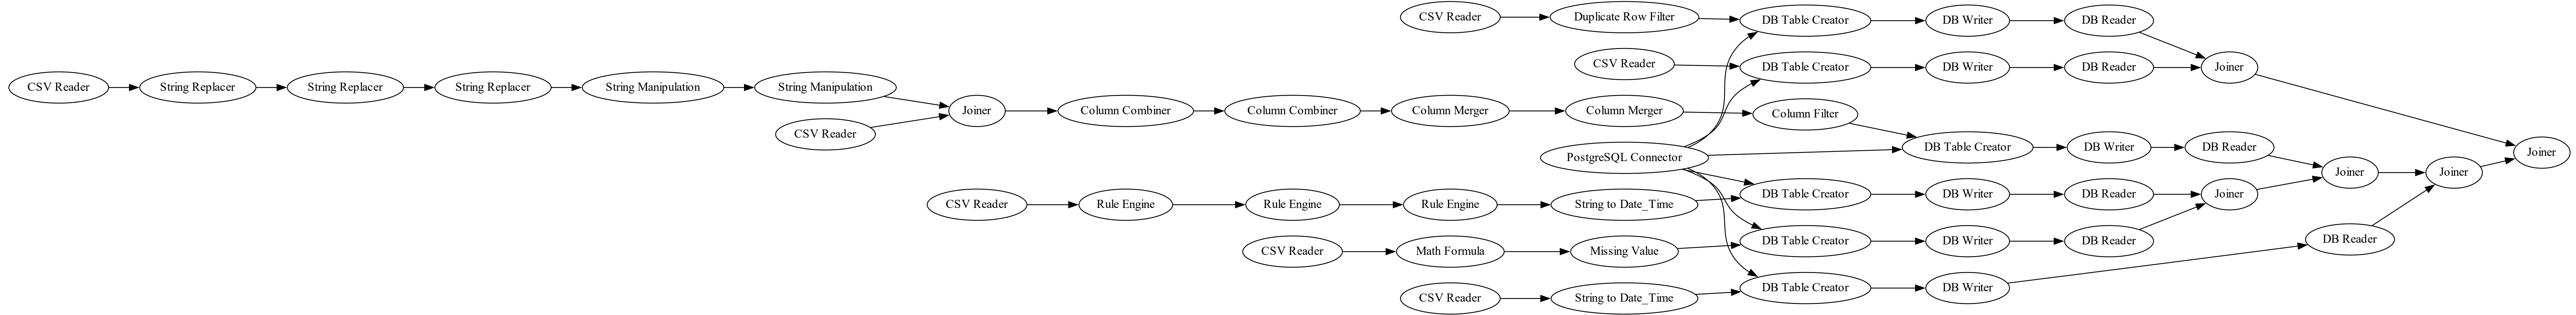 CSV Reader
Duplicate Row Filter
DB Table Creator
DB Writer
DB Reader
CSV Reader
DB Table Creator
DB Writer
DB Reader
Joiner
CSV Reader
String Replacer
String Replacer
String Replacer
String Manipulation
String Manipulation
CSV Reader
Joiner
Column Combiner
Column Combiner
Column Merger
Column Merger
Column Filter
PostgreSQL Connector
DB Table Creator
DB Writer
DB Reader
Joiner
Joiner
Joiner
CSV Reader
Rule Engine
Rule Engine
Rule Engine
String to Date_Time
DB Table Creator
DB Writer
DB Reader
Joiner
CSV Reader
Math Formula
Missing Value
DB Table Creator
DB Writer
DB Reader
DB Reader
CSV Reader
String to Date_Time
DB Table Creator
DB Writer